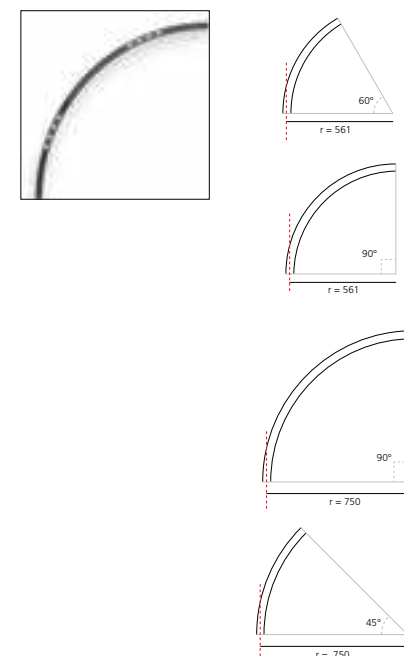 60°
r = 561
90°
r = 561
90°
r = 750
45°
r = 750